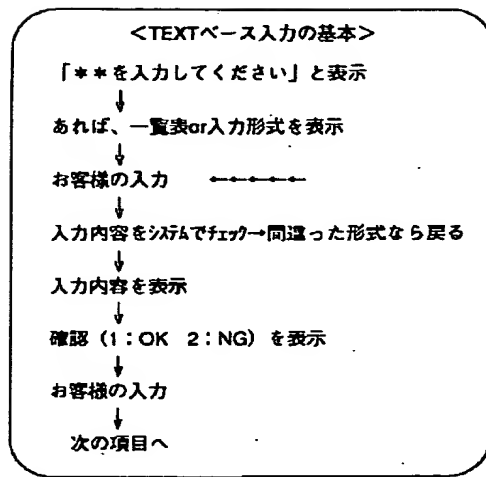 <TEXTベース入力の基本>
「**を入力してください」と表示
↓
あれば、一覧表or入力形式を表示
↓
お客様の入力 ←←←←←
↓
入力内容をシステムでチェック→間違った形式なら戻る
↓
入力内容を表示
↓
確認(1:OK 2:NG)を表示
↓
お客様の入力
↓
次の項目へ